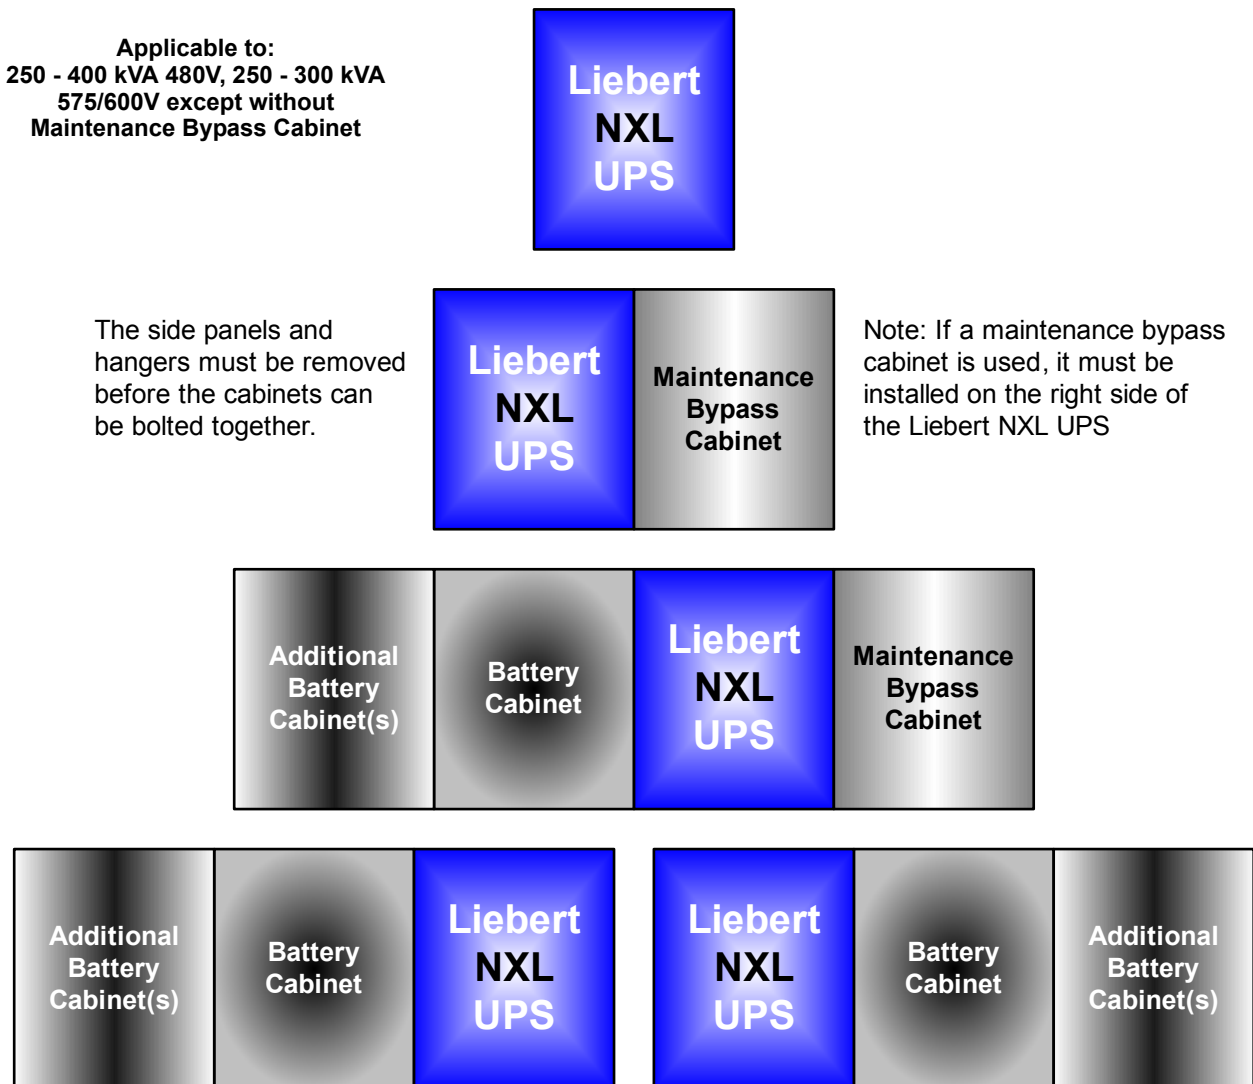 Applicable to:
250 - 400 kVA 480V, 250 - 300 kVA
575/600V except without
Maintenance Bypass Cabinet
Liebert
NXL
UPS
The side panels and
hangers must be removed
before the cabinets can
be bolted together.
Liebert
NXL
UPS
Maintenance
Bypass
Cabinet
Note: If a maintenance bypass
cabinet is used, it must be
installed on the right side of
the Liebert NXL UPS
Additional
Battery
Cabinet(s)
Battery
Cabinet
Liebert
NXL
UPS
Maintenance
Bypass
Cabinet
Additional
Battery
Cabinet(s)
Battery
Cabinet
Liebert
NXL
UPS
Liebert
NXL
UPS
Battery
Cabinet
Additional
Battery
Cabinet(s)